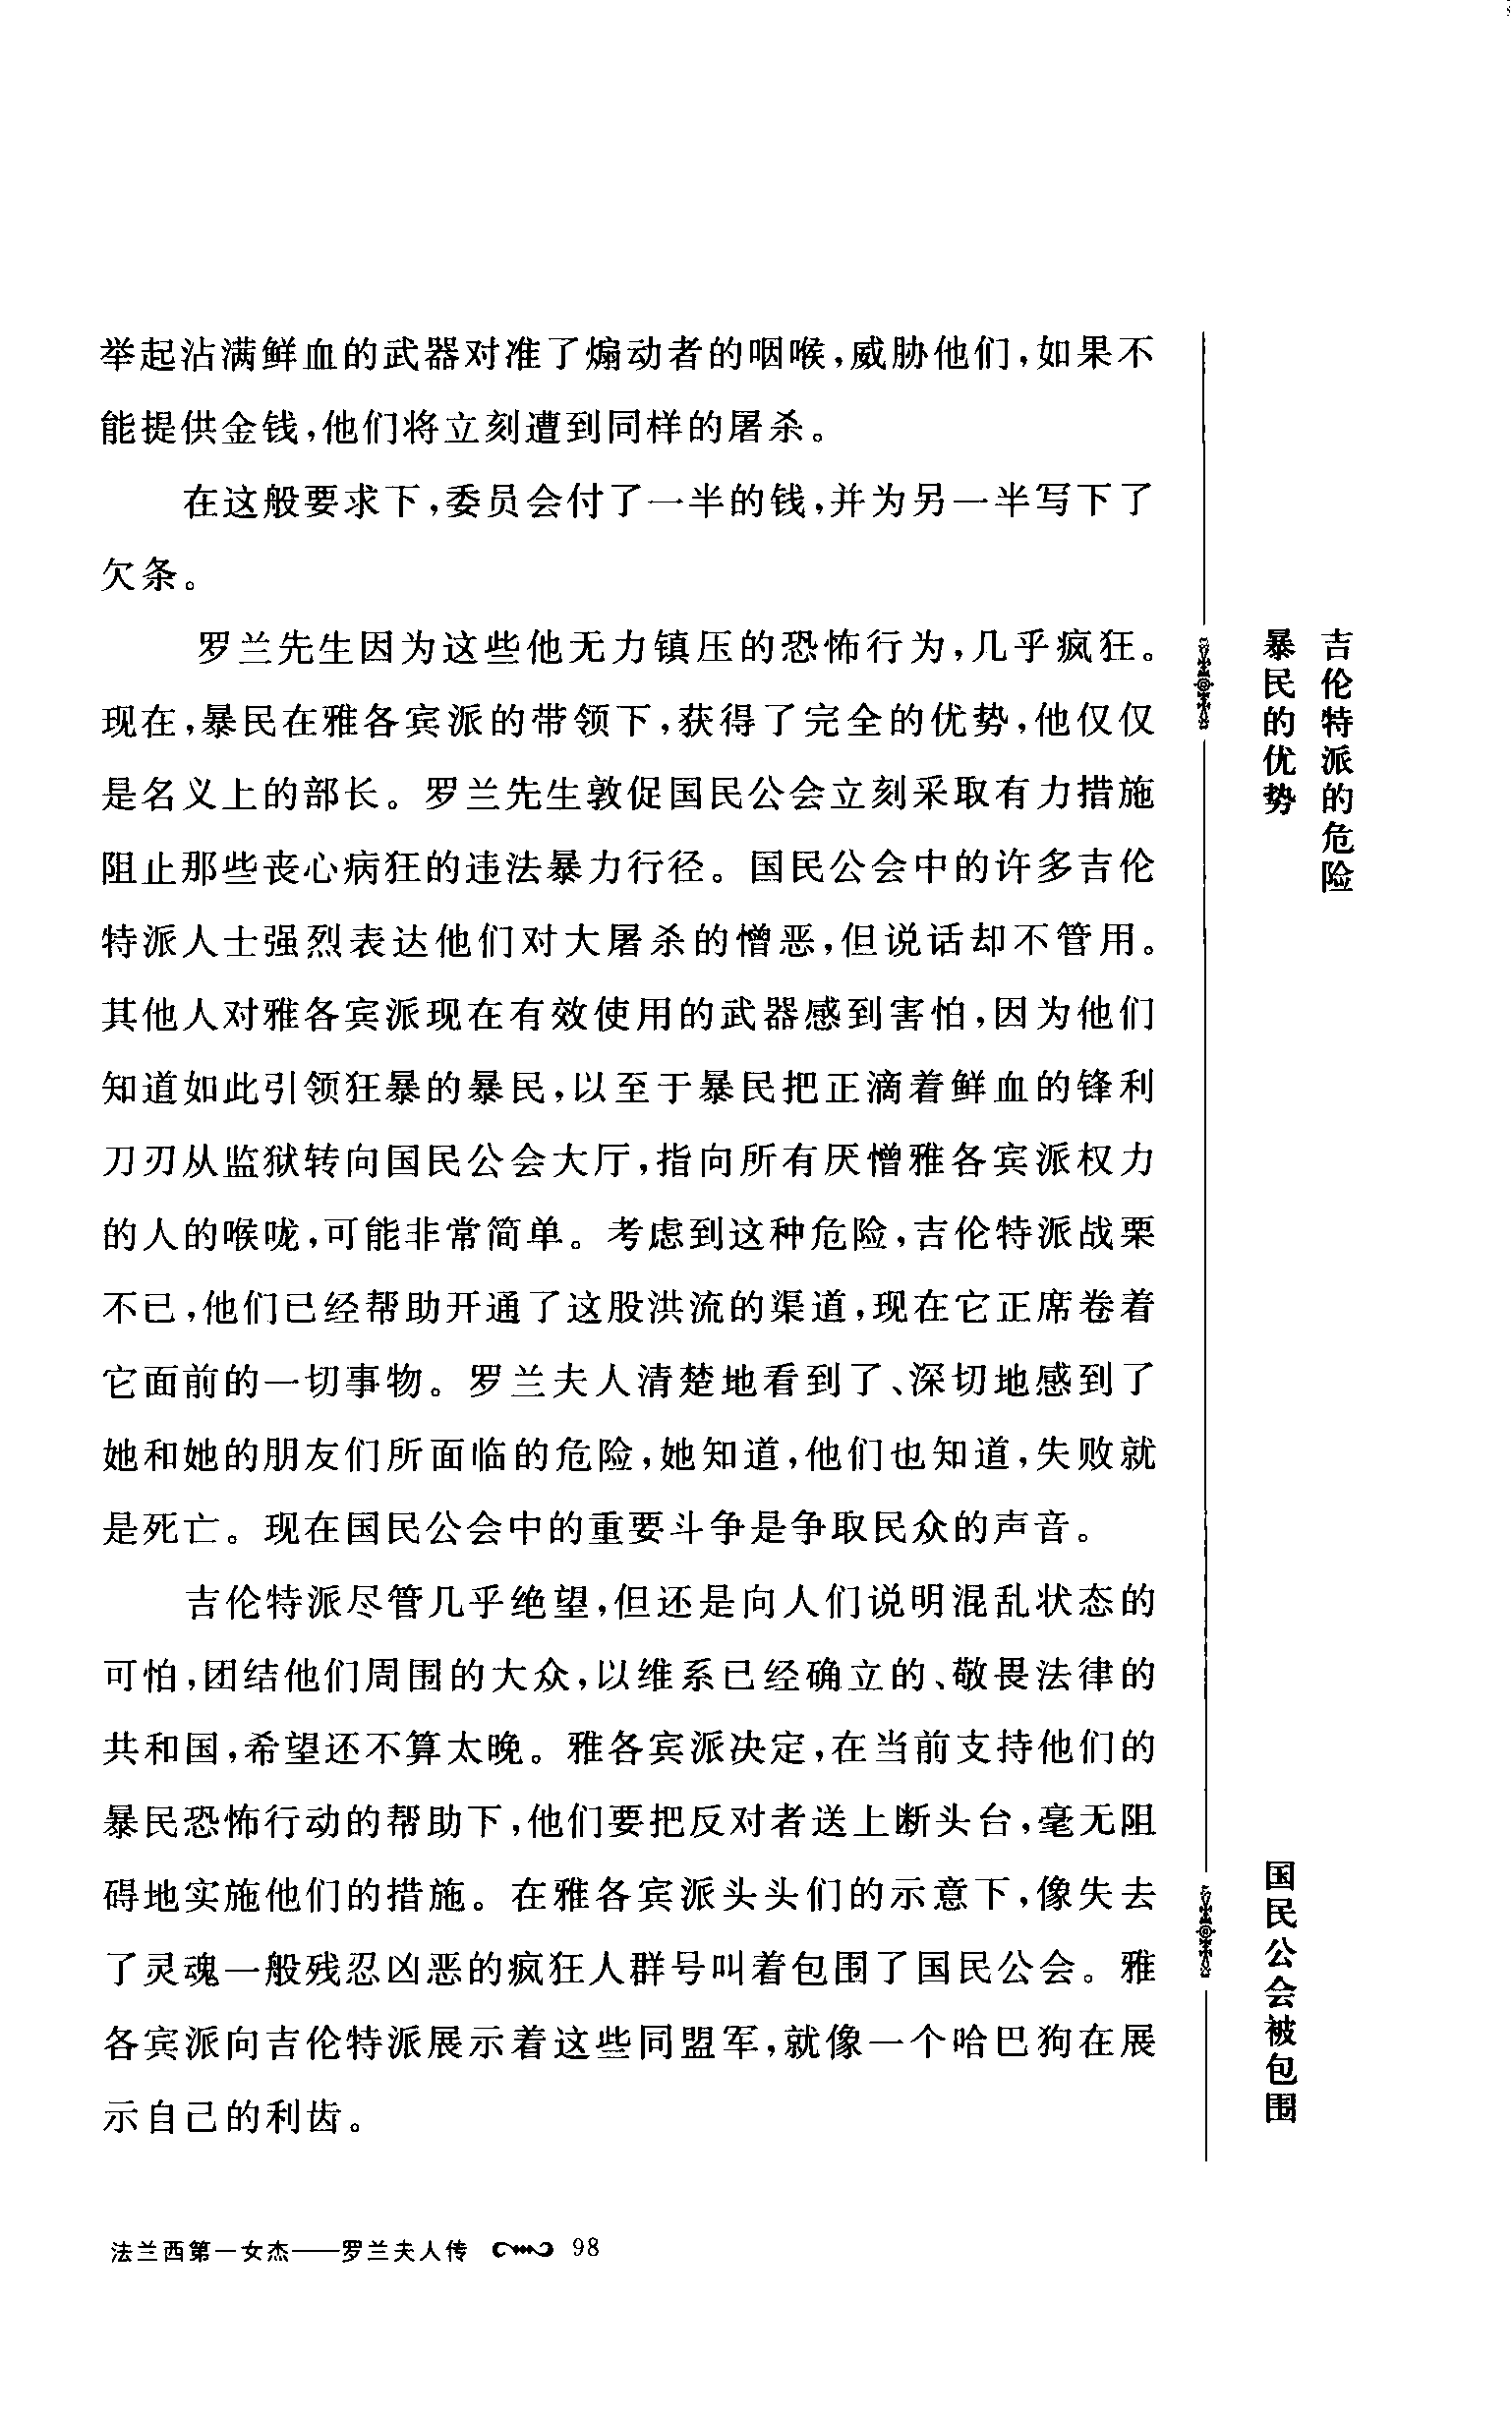 举起沾满鲜血的武器对准了煽动者的咽喉,威胁他们,如果不
能提供金钱,他们将立刻遭到同样的屠杀。
在这般要求下,委员会付了一半的钱,并为另一半写下了
欠条。
罗兰先生因为这些他无力镇压的恐怖行为,几乎疯狂。
现在,暴民在雅各宾派的带领下,获得了完全的优势,他仅仅
是名义上的部长。罗兰先生敦促国民公会立刻采取有力措施
阻止那些丧心病狂的违法暴力行径。国民公会中的许多吉伦
特派人士强烈表达他们对大屠杀的憎恶,但说话却不管用。
其他人对雅各宾派现在有效使用的武器感到害怕,因为他们
知道如此引领狂暴的暴民,以至于暴民把正滴着鲜血的锋利
刀刃从监狱转向国民公会大厅,指向所有厌憎雅各宾派权力
的人的喉咙,可能非常简单。考虑到这种危险,吉伦特派战栗
不已,他们已经帮助开通了这股洪流的渠道,现在它正席卷着
它面前的一切事物。罗兰夫人清楚地看到了、深切地感到了
她和她的朋友们所面临的危险,她知道,他们也知道,失败就
是死亡。现在国民公会中的重要斗争是争取民众的声音。
吉伦特派尽管几乎绝望,但还是向人们说明混乱状态的
可怕,团结他们周围的大众,以维系已经确立的、敬畏法律的
共和国,希望还不算太晚。雅各宾派决定,在当前支持他们的
暴民恐怖行动的帮助下,他们要把反对者送上断头台,毫无阻
碍地实施他们的措施。在雅各宾派头头们的示意下,像失去
了灵魂一般残忍凶恶的疯狂人群号叫着包围了国民公会。雅
各宾派向吉伦特派展示着这些同盟军,就像一个哈巴狗在展
示自己的利齿。
吉伦特派的危险
暴民的优势
国民公会被包围
法兰西第一女杰——罗兰夫人传 98